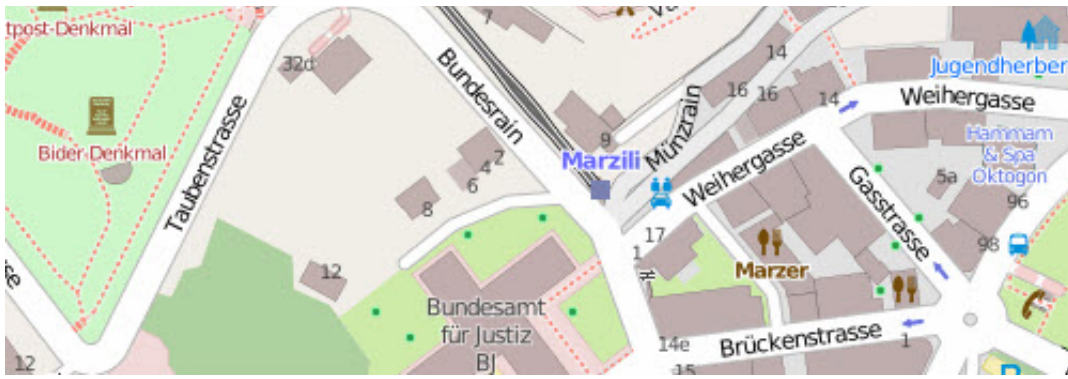 tpost-Denkmal
7
14
Jugendherber
32d
Bundesrain
16
16
14
Weihergasse
Taubenstrasse
Bider-Denkmal
9
Münzrain
Hammam
& Spa
Oktogon
2
4
6
Marzili
Weihergasse
Gasstrasse
5a
96
8
17
1
98
12
Marzer
Bundesamt
für Justiz
BJ
14e
Brückenstrasse
1
12
15